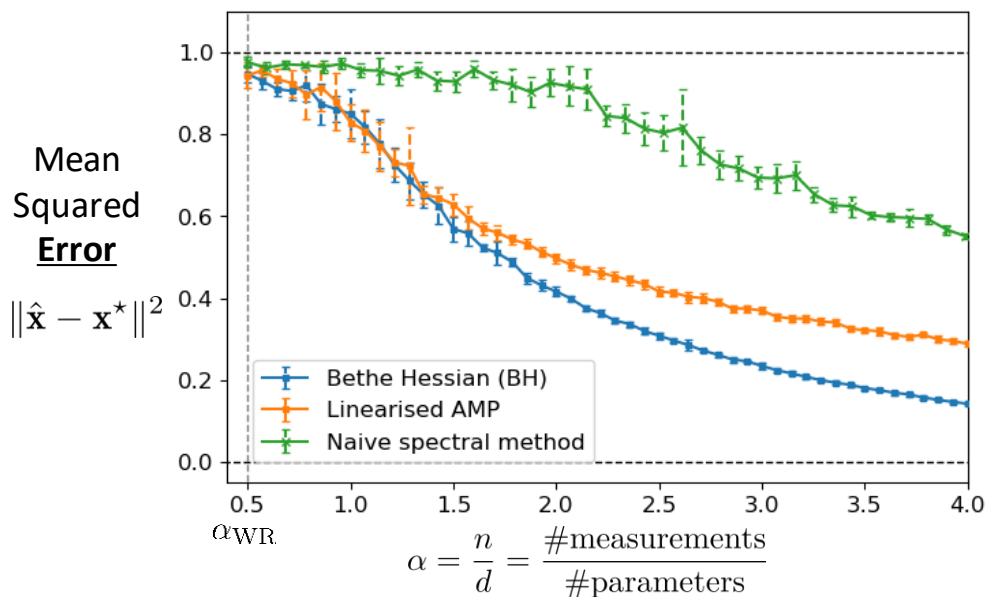 1.0
0.8
0.6
0.4
0.2
0.0
Mean
Squared
Error
‖x̂ − x⋆‖²
Bethe Hessian (BH)
Linearised AMP
Naive spectral method
0.5 1.0 1.5 2.0 2.5 3.0 3.5 4.0
α_WR
α = n/d = #measurements/#parameters